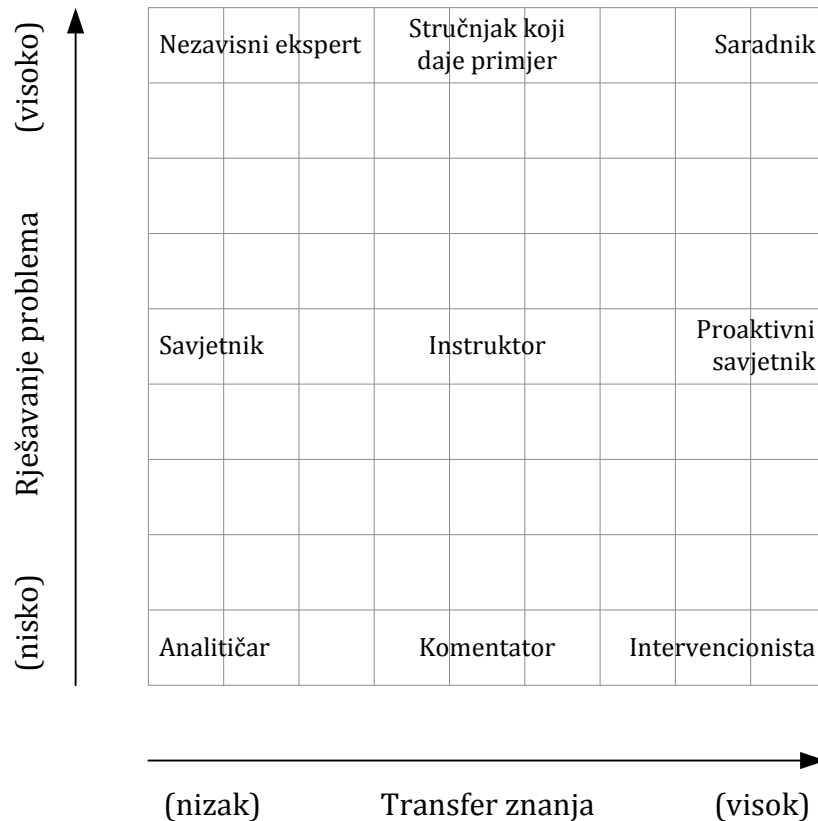 (visoko)
Rješavanje problema
(nisko)
Nezavisni ekspert
Stručnjak koji
daje primjer
Saradnik
Savjetnik
Instruktor
Proaktivni
savjetnik
Analitičar
Komentator
Intervencionista
(nizak)
Transfer znanja
(visok)